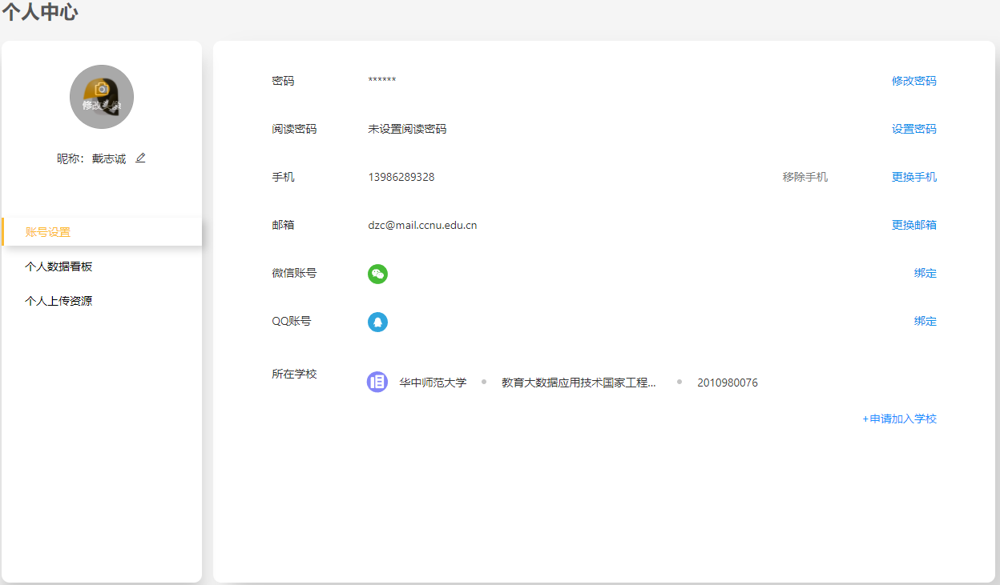 个人中心
修改头像
昵称： 戴志诚
账号设置
个人数据看板
个人上传资源
密码 ****** 修改密码
阅读密码 未设置阅读密码 设置密码
手机 13986289328 移除手机 更换手机
邮箱 dzc@mail.ccnu.edu.cn 更换邮箱
微信账号 绑定
QQ账号 绑定
所在学校 华中师范大学 教育大数据应用技术国家工程... 2010980076
+申请加入学校